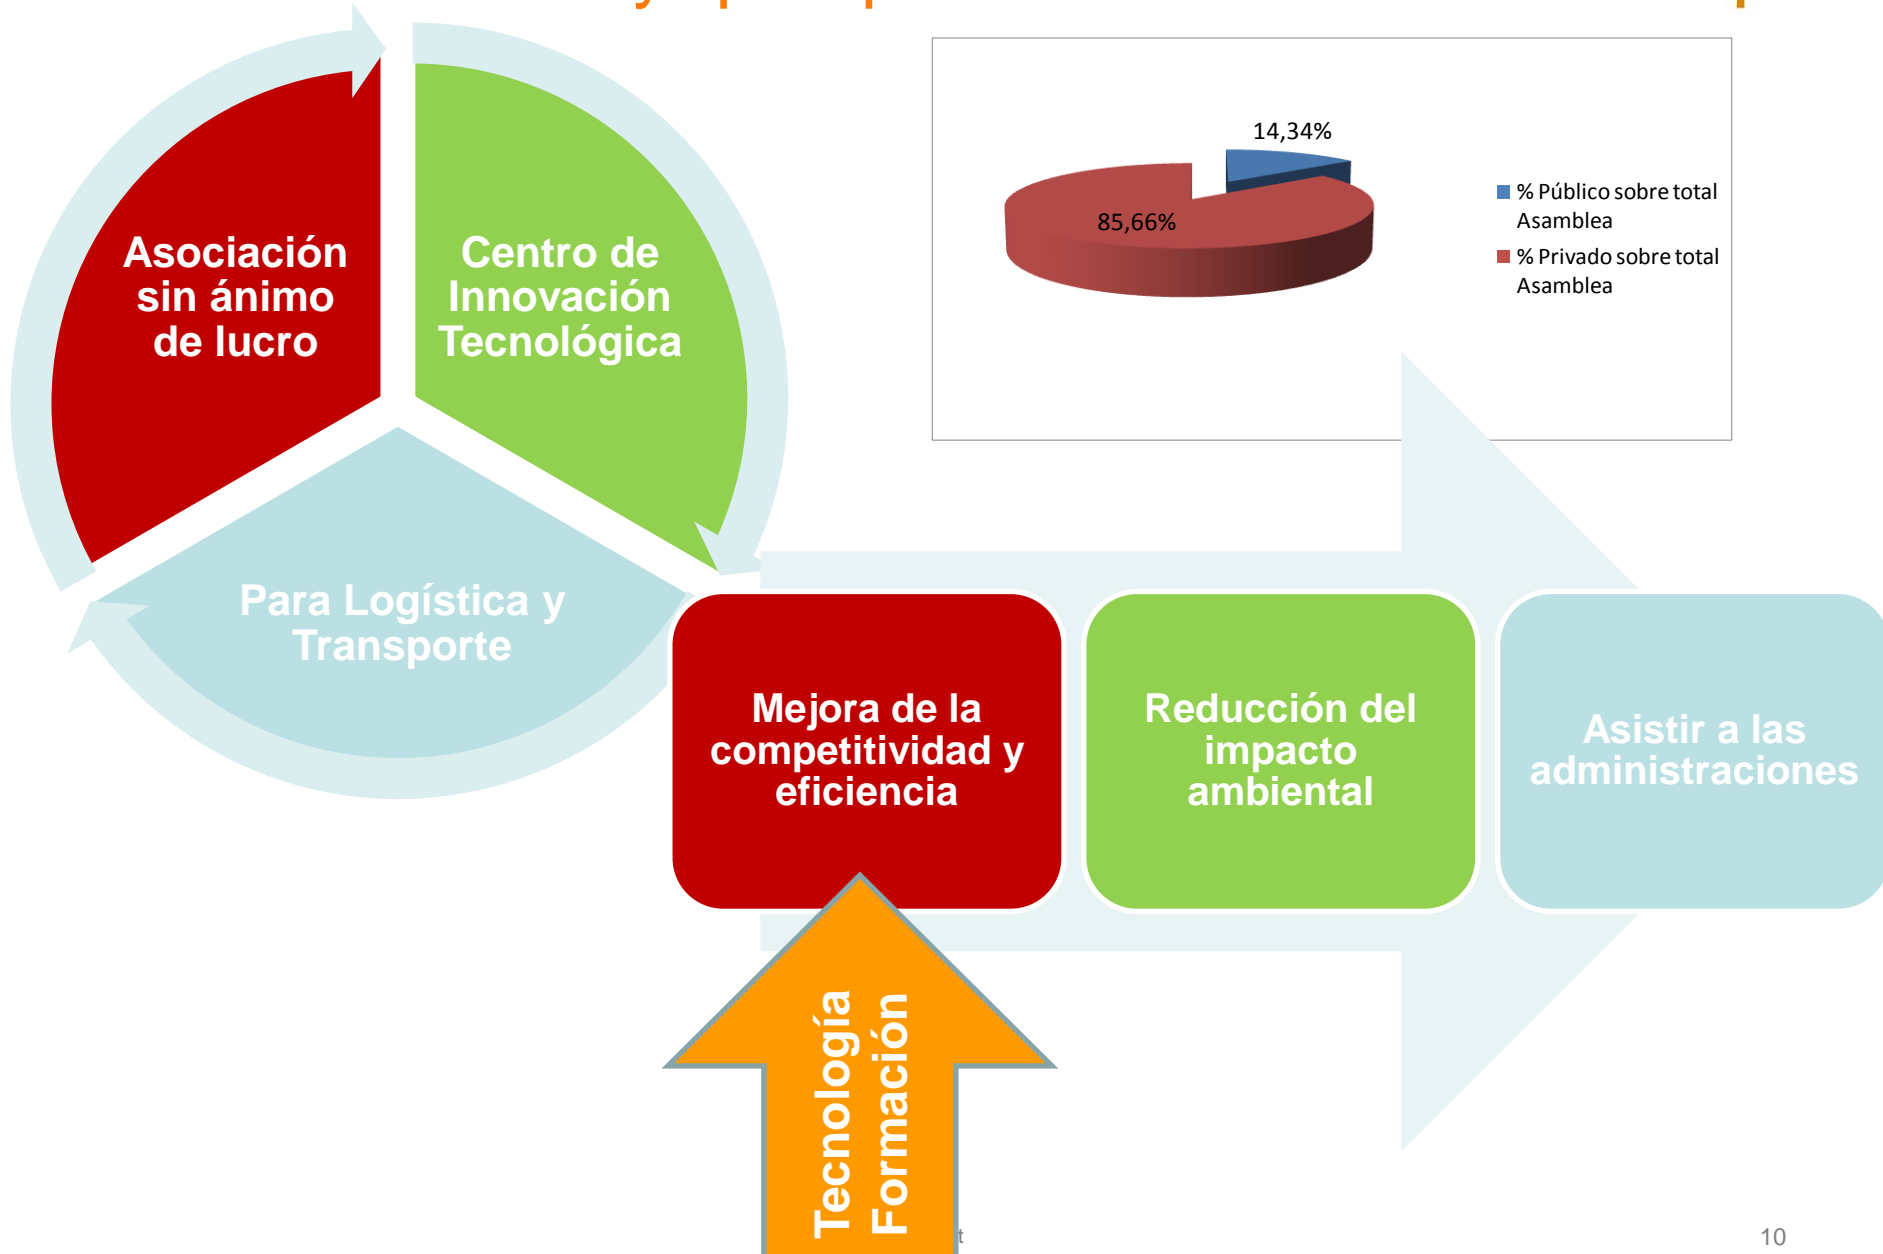 Asociación
sin ánimo
de lucro
Centro de
Innovación
Tecnológica
Para Logística y
Transporte
14,34%
85,66%
% Público sobre total
Asamblea
% Privado sobre total
Asamblea
Mejora de la
competitividad y
eficiencia
Reducción del
impacto
ambiental
Asistir a las
administraciones
Tecnología
Formación
10